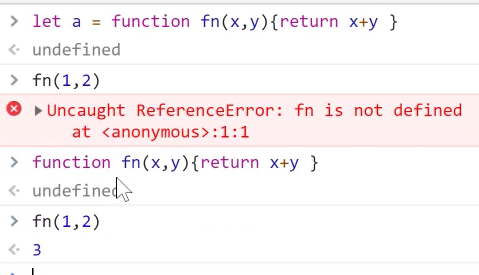 let a = function fn(x,y){return x+y }
undefined
fn(1,2)
Uncaught ReferenceError: fn is not defined
at <anonymous>:1:1
function fn(x,y){return x+y }
undefined
fn(1,2)
3